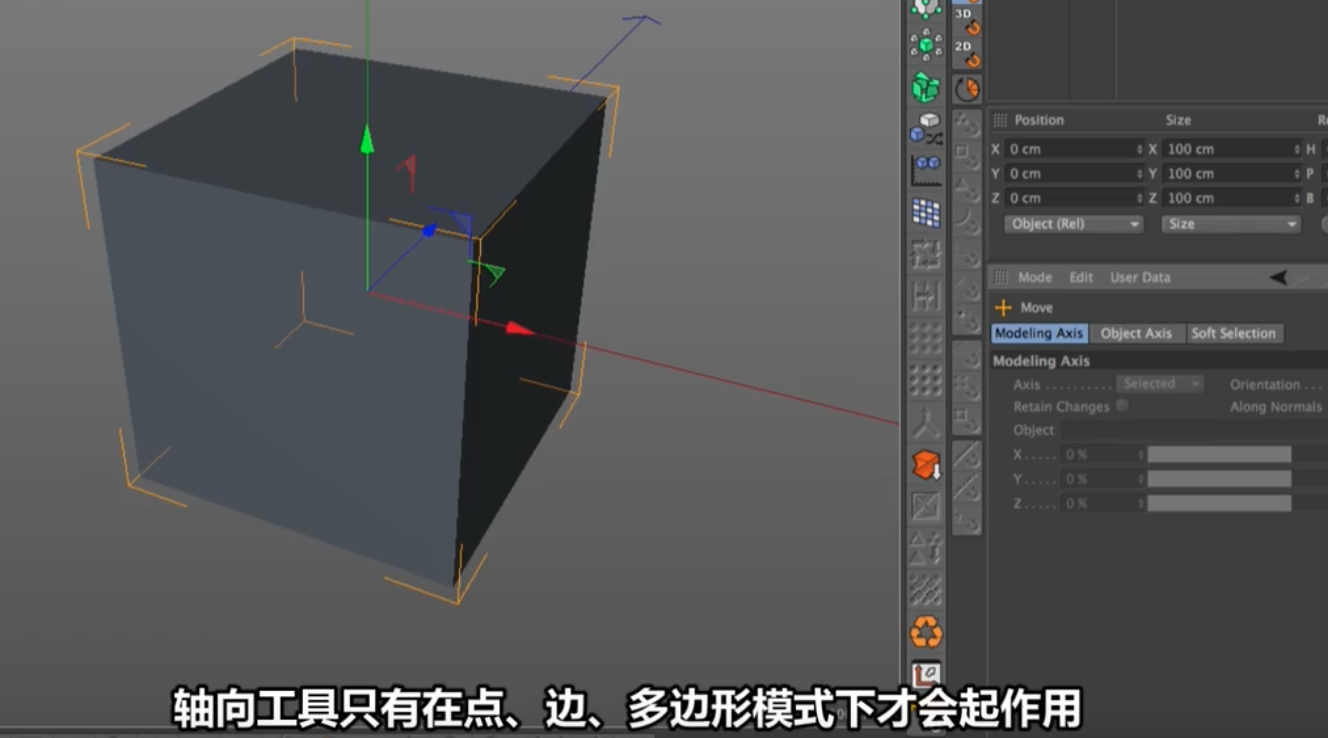 3D
2D
Position
Size
X 0 cm
X 100 cm
H
Y 0 cm
Y 100 cm
P
Z 0 cm
Z 100 cm
B
Object (Rel)
Size
Mode
Edit
User Data
Move
Modeling Axis
Object Axis
Soft Selection
Modeling Axis
Axis . . . . . . . . . . Selected
Orientation . . .
Retain Changes
Along Normals
Object
X . . . . . 0 %
Y . . . . . 0 %
Z . . . . . 0 %
轴向工具只有在点、边、多边形模式下才会起作用